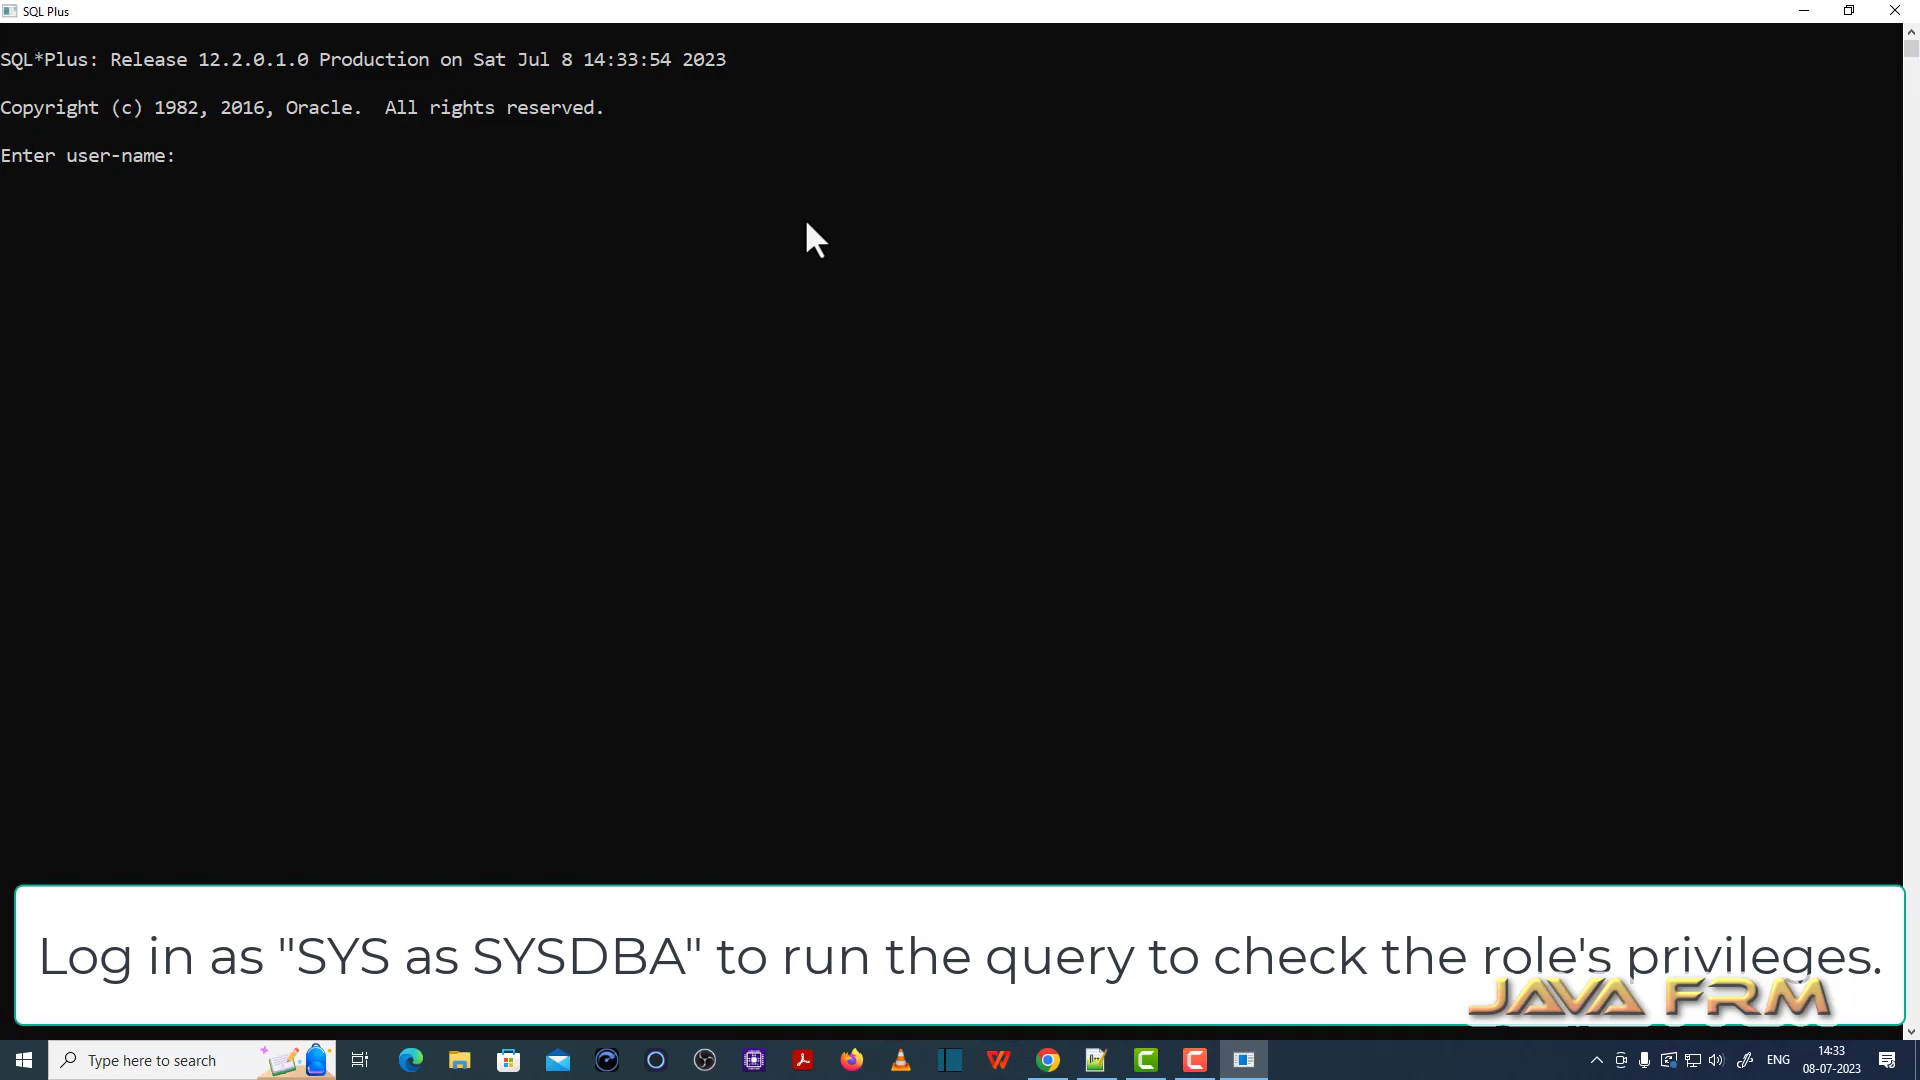 SQL Plus
SQL*Plus: Release 12.2.0.1.0 Production on Sat Jul 8 14:33:54 2023
Copyright (c) 1982, 2016, Oracle.  All rights reserved.
Enter user-name:
Log in as "SYS as SYSDBA" to run the query to check the role's privileges.
JAVA FRM
Type here to search
ENG
14:33
08-07-2023